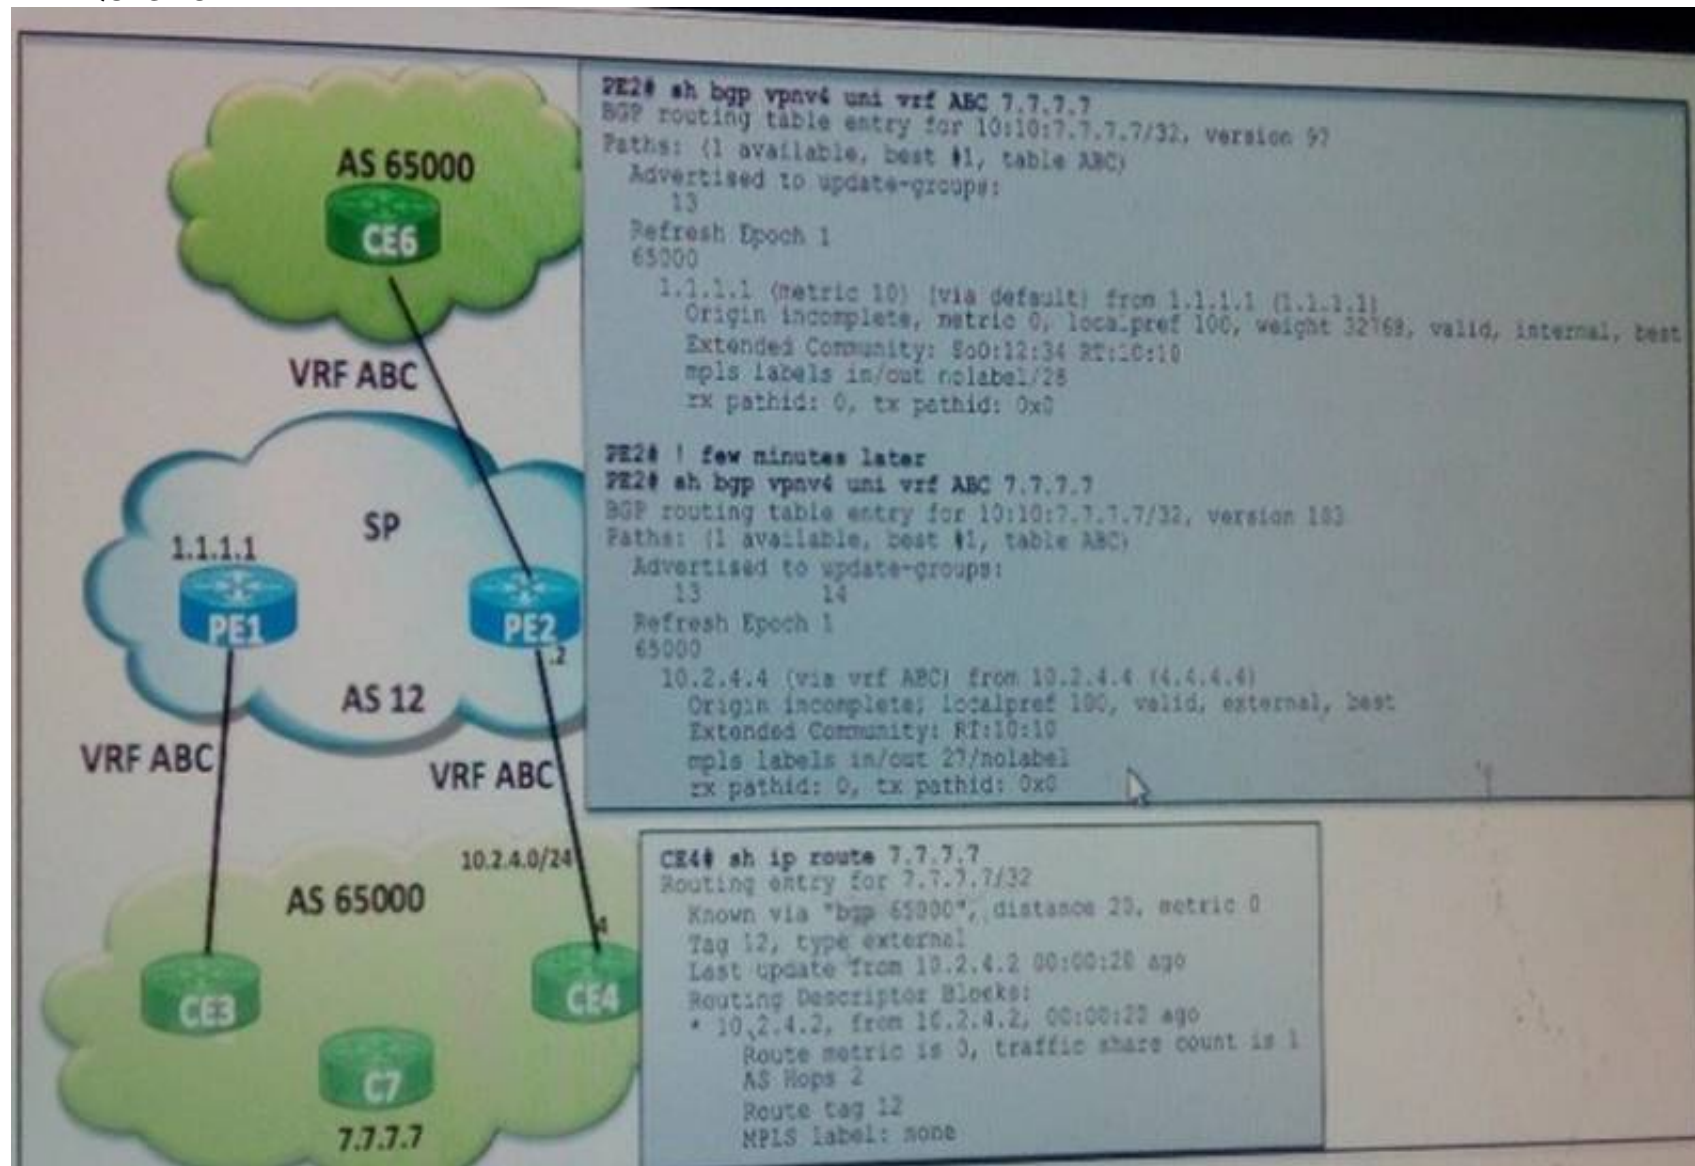 AS 65000
CE6
VRF ABC
SP
1.1.1.1
PE1
PE2
.2
AS 12
VRF ABC
VRF ABC
10.2.4.0/24
AS 65000
4
CE3
CE4
C7
7.7.7.7
PE2# sh bgp vpnv4 uni vrf ABC 7.7.7.7
BGP routing table entry for 10:10:7.7.7.7/32, version 97
Paths: (1 available, best #1, table ABC)
Advertised to update-groups:
13
Refresh Epoch 1
65000
1.1.1.1 (metric 10) (via default) from 1.1.1.1 (1.1.1.1)
Origin incomplete, metric 0, localpref 100, weight 32768, valid, internal, best
Extended Community: SoO:12:34 RT:10:10
mpls labels in/out nolabel/28
rx pathid: 0, tx pathid: 0x0
PE2# ! few minutes later
PE2# sh bgp vpnv4 uni vrf ABC 7.7.7.7
BGP routing table entry for 10:10:7.7.7.7/32, version 183
Paths: (1 available, best #1, table ABC)
Advertised to update-groups:
13 14
Refresh Epoch 1
65000
10.2.4.4 (via vrf ABC) from 10.2.4.4 (4.4.4.4)
Origin incomplete, localpref 100, valid, external, best
Extended Community: RT:10:10
mpls labels in/out 27/nolabel
rx pathid: 0, tx pathid: 0x0
CE4# sh ip route 7.7.7.7
Routing entry for 7.7.7.7/32
Known via "bgp 65000", distance 20, metric 0
Tag 12, type external
Last update from 10.2.4.2 00:00:20 ago
Routing Descriptor Blocks:
* 10.2.4.2, from 10.2.4.2, 00:00:20 ago
Route metric is 0, traffic share count is 1
AS Hops 2
Route tag 12
MPLS label: none